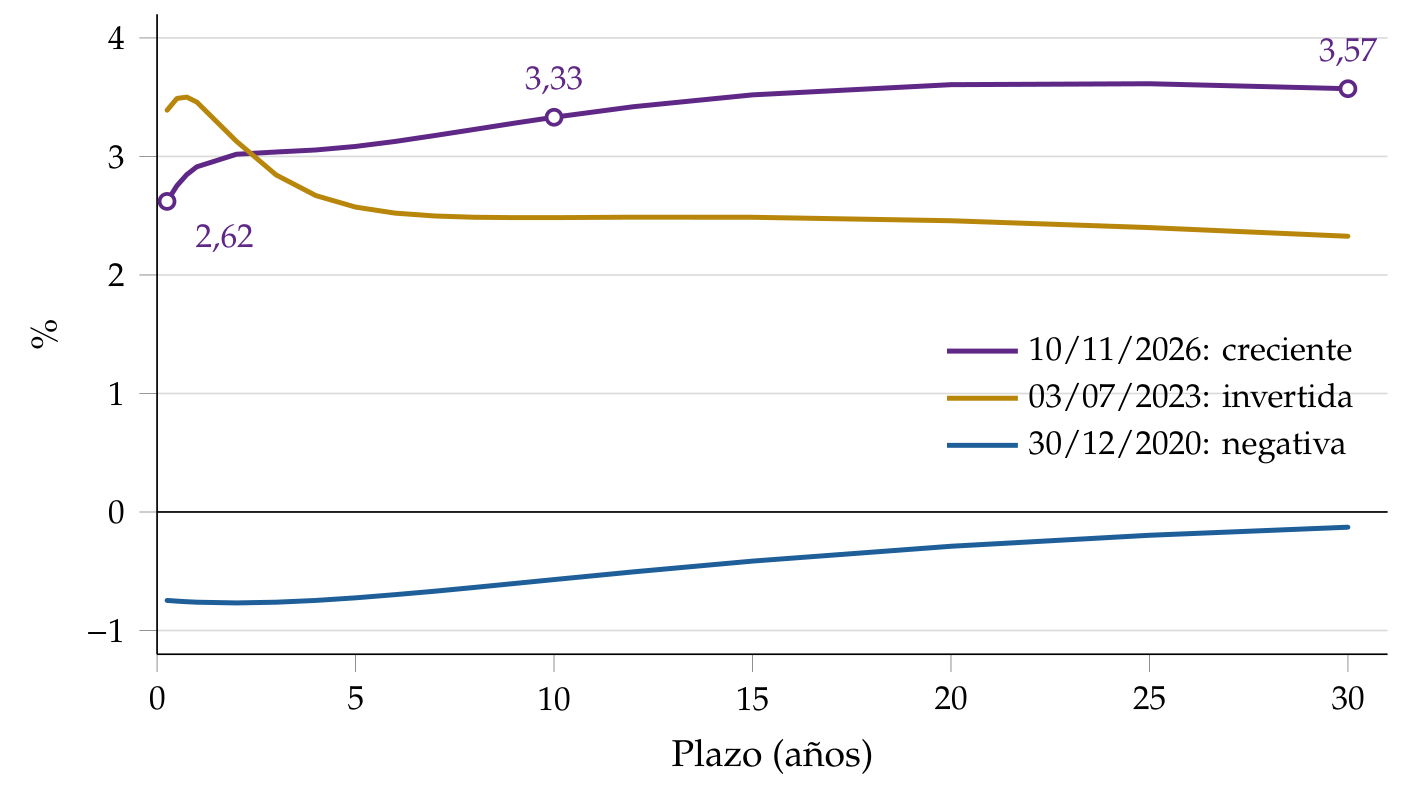 4
3,33
3,57
3
2,62
2
%
10/11/2026: creciente
1
03/07/2023: invertida
30/12/2020: negativa
0
−1
0 5 10 15 20 25 30
Plazo (años)